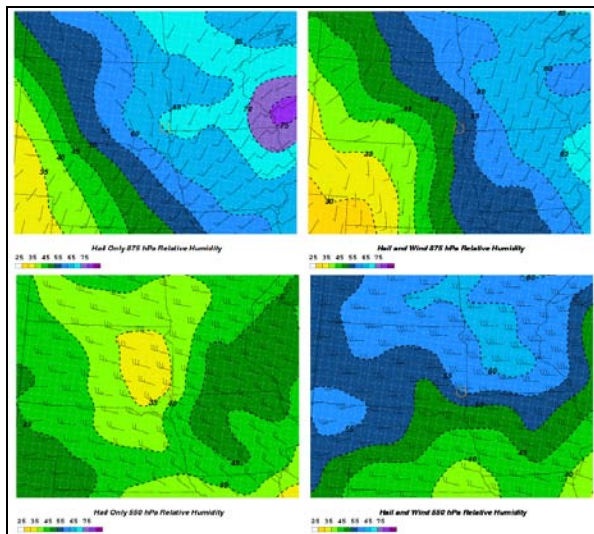 Hail Only 875 hPa Relative Humidity
Hail and Wind 875 hPa Relative Humidity
25 35 45 55 65 75
25 35 45 55 65 75
Hail Only 550 hPa Relative Humidity
Hail and Wind 550 hPa Relative Humidity
25 35 45 55 65 75
25 35 45 55 65 75